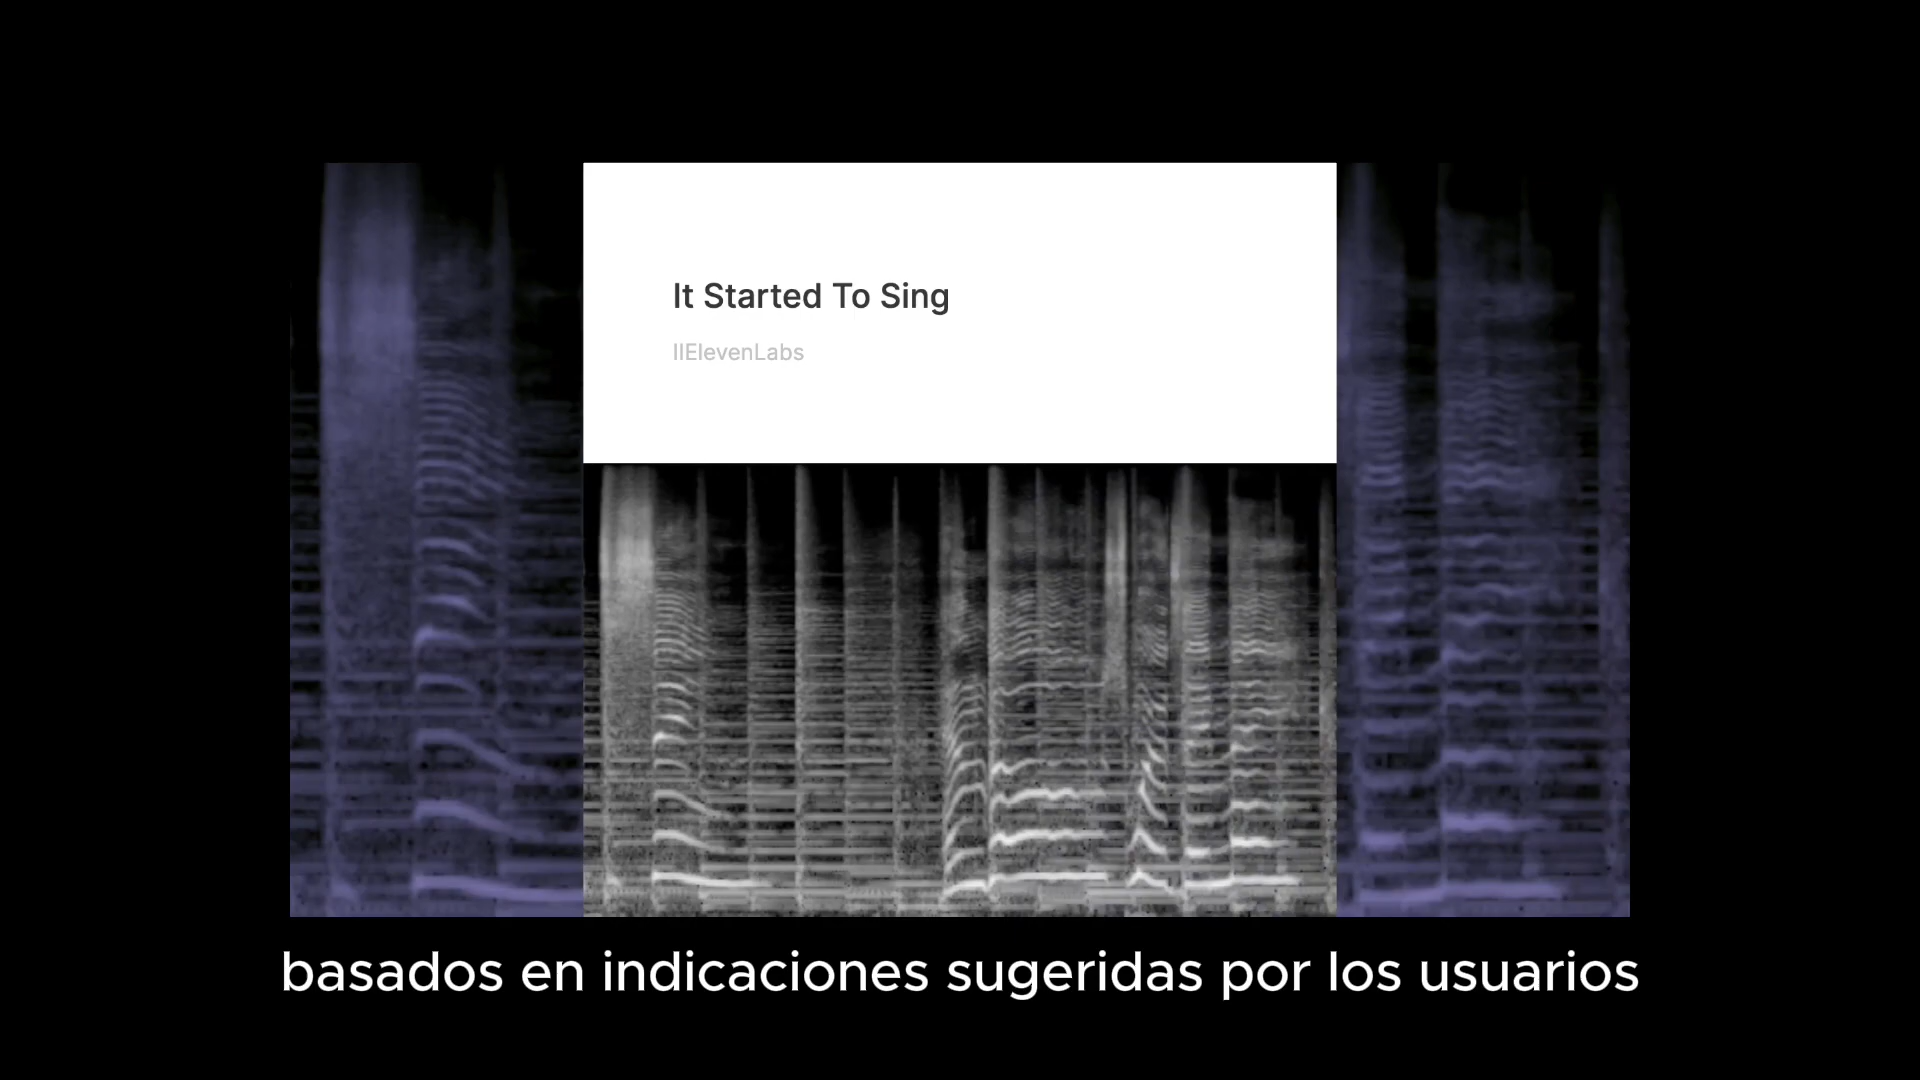 It Started To Sing
IIElevenLabs
basados en indicaciones sugeridas por los usuarios